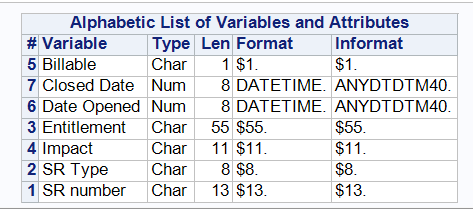 Alphabetic List of Variables and Attributes
# Variable Type Len Format Informat
5 Billable Char 1 $1. $1.
7 Closed Date Num 8 DATETIME. ANYDTDTM40.
6 Date Opened Num 8 DATETIME. ANYDTDTM40.
3 Entitlement Char 55 $55. $55.
4 Impact Char 11 $11. $11.
2 SR Type Char 8 $8. $8.
1 SR number Char 13 $13. $13.